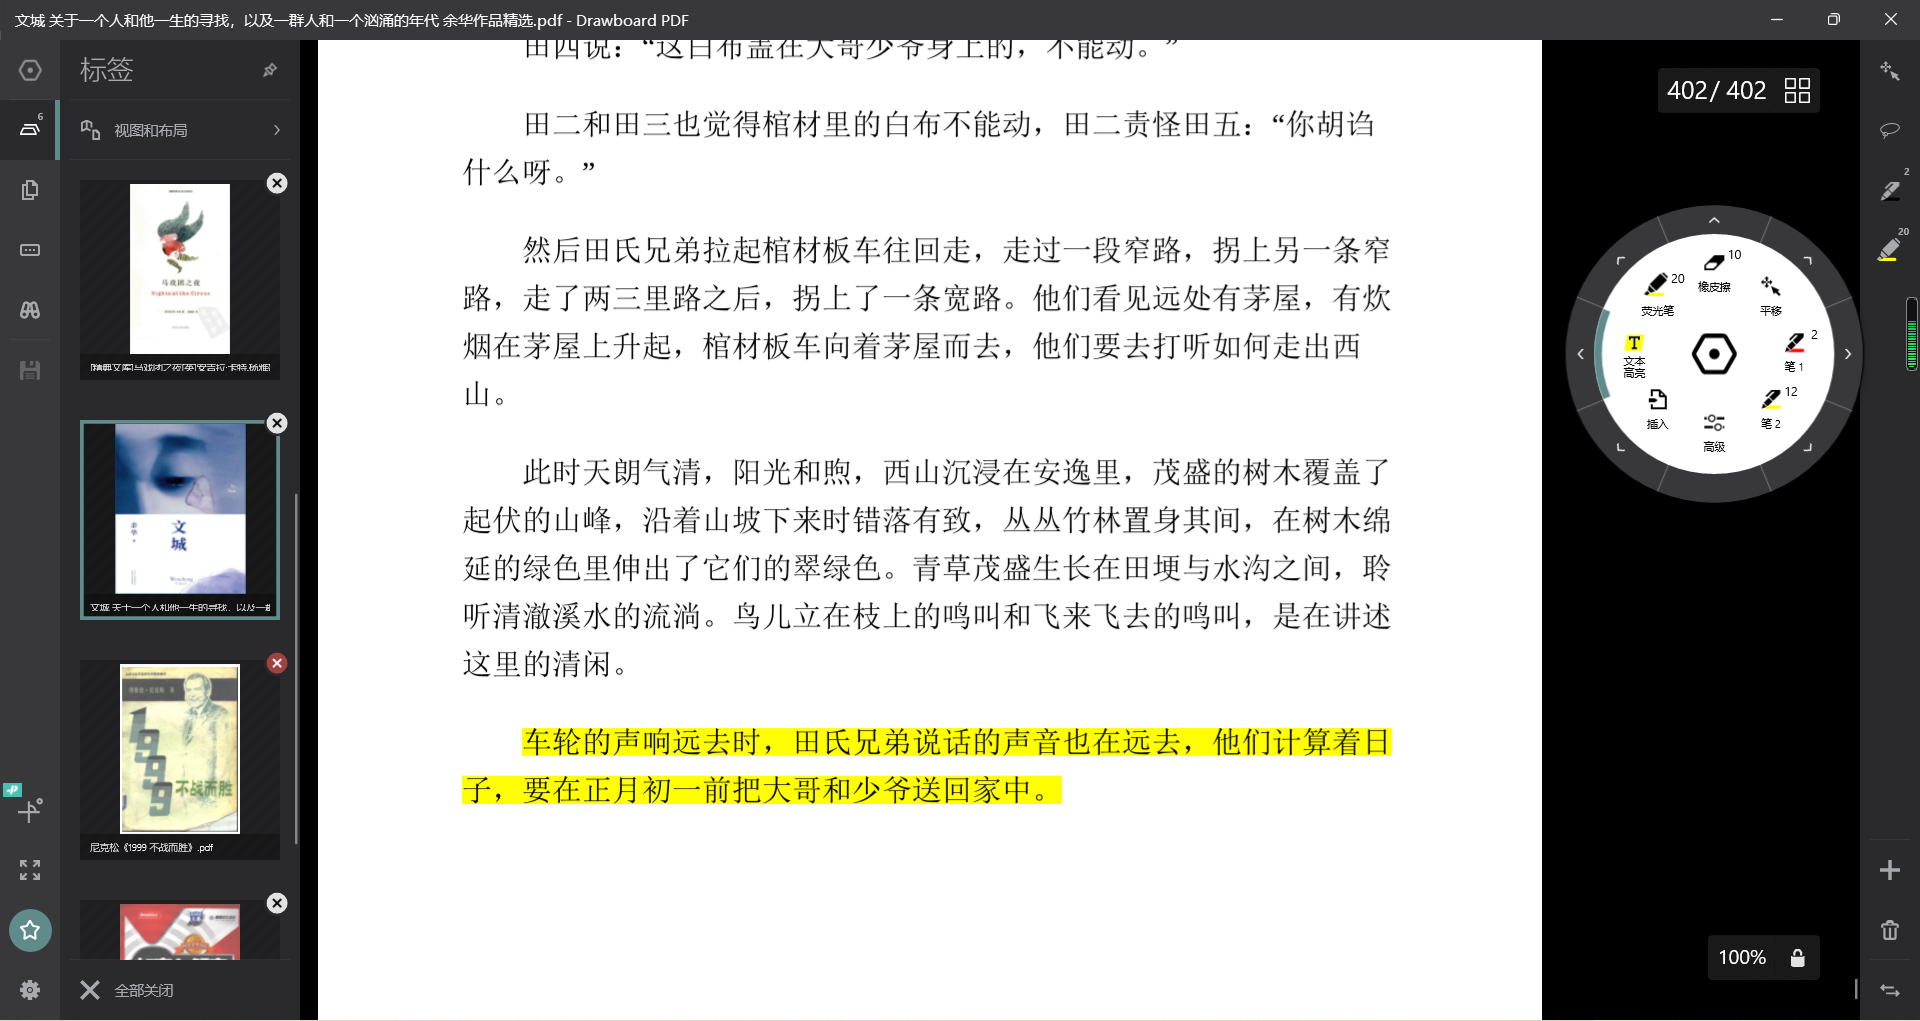 文城 关于一个人和他一生的寻找，以及一群人和一个汹涌的年代 余华作品精选.pdf - Drawboard PDF
标签
6
视图和布局
马戏团之夜
Nights at the Circus
余华
文城
Wencheng
文城 关于一个人和他一生的寻找，以及一群
1999
不战而胜
尼克松《1999 不战而胜》.pdf
全部关闭
田四说：“这白布盖在大哥少爷身上的，不能动。”
田二和田三也觉得棺材里的白布不能动，田二责怪田五：“你胡诌
什么呀。”
然后田氏兄弟拉起棺材板车往回走，走过一段窄路，拐上另一条窄
路，走了两三里路之后，拐上了一条宽路。他们看见远处有茅屋，有炊
烟在茅屋上升起，棺材板车向着茅屋而去，他们要去打听如何走出西
山。
此时天朗气清，阳光和煦，西山沉浸在安逸里，茂盛的树木覆盖了
起伏的山峰，沿着山坡下来时错落有致，丛丛竹林置身其间，在树木绵
延的绿色里伸出了它们的翠绿色。青草茂盛生长在田埂与水沟之间，聆
听清澈溪水的流淌。鸟儿立在枝上的鸣叫和飞来飞去的鸣叫，是在讲述
这里的清闲。
车轮的声响远去时，田氏兄弟说话的声音也在远去，他们计算着日
子，要在正月初一前把大哥和少爷送回家中。
402/ 402
10
橡皮擦
20
荧光笔
平移
T
文本
高亮
2
笔 1
插入
12
笔 2
高级
100%
2
20